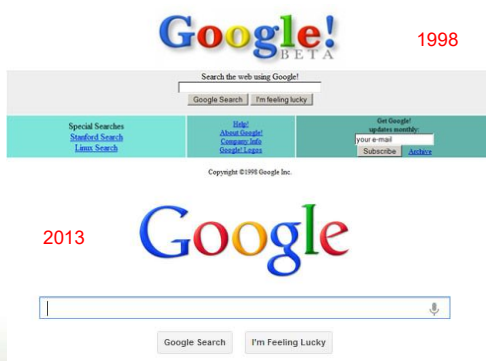 Google!
BETA
1998
Search the web using Google!
Google Search I'm feeling lucky
Special Searches
Stanford Search
Linux Search
Help!
About Google!
Company Info
Google! Logos
Get Google!
updates monthly:
your e-mail
Subscribe Archive
Copyright ©1998 Google Inc.
2013
Google
Google Search I'm Feeling Lucky